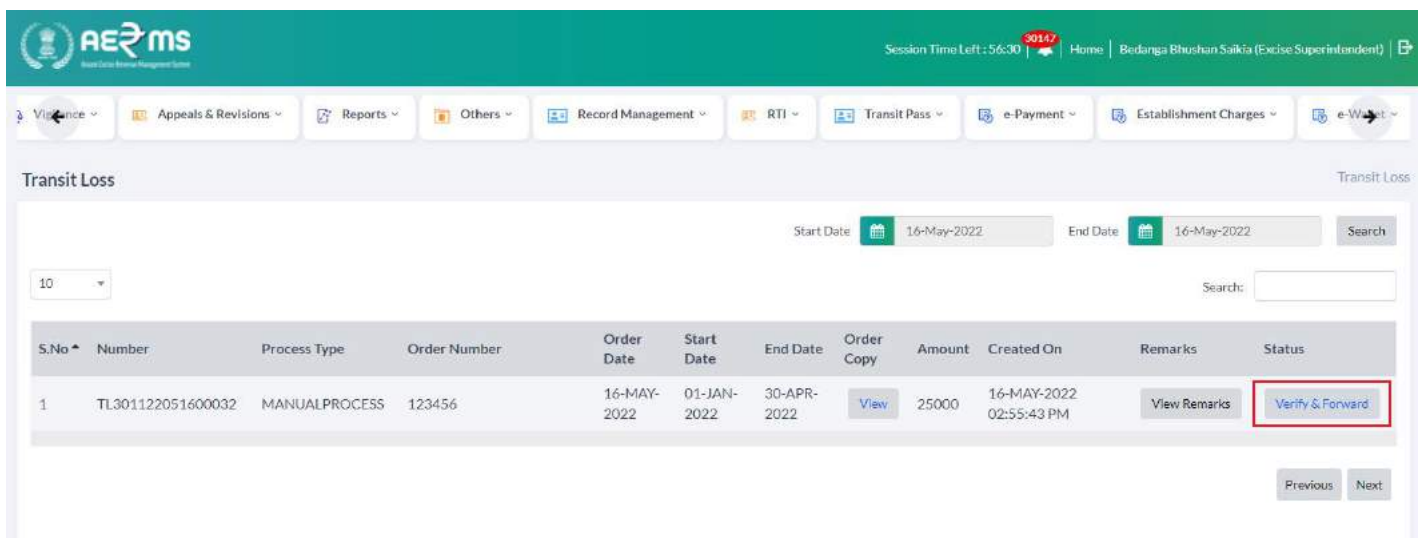 AERMS
Session Time Left : 56:30 30147 Home Bedanga Bhushan Saikia (Excise Superintendent)
Appeals & Revisions Reports Others Record Management RTI Transit Pass e-Payment Establishment Charges
Transit Loss Transit Loss
Start Date 16-May-2022 End Date 16-May-2022 Search
10 Search:
S.No Number Process Type Order Number Order Date Start Date End Date Order Copy Amount Created On Remarks Status
1 TL301122051600032 MANUALPROCESS 123456 16-MAY-2022 01-JAN-2022 30-APR-2022 View 25000 16-MAY-2022 02:55:43 PM View Remarks Verify & Forward
Previous Next